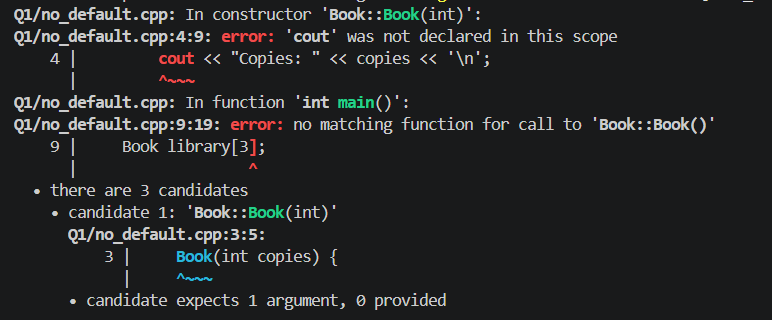 Q1/no_default.cpp: In constructor 'Book::Book(int)':
Q1/no_default.cpp:4:9: error: 'cout' was not declared in this scope
    4 |         cout << "Copies: " << copies << '\n';
      |         ^~~~
Q1/no_default.cpp: In function 'int main()':
Q1/no_default.cpp:9:19: error: no matching function for call to 'Book::Book()'
    9 |     Book library[3];
      |                   ^
  • there are 3 candidates
    • candidate 1: 'Book::Book(int)'
      Q1/no_default.cpp:3:5:
          3 |     Book(int copies) {
            |     ^~~~
      • candidate expects 1 argument, 0 provided